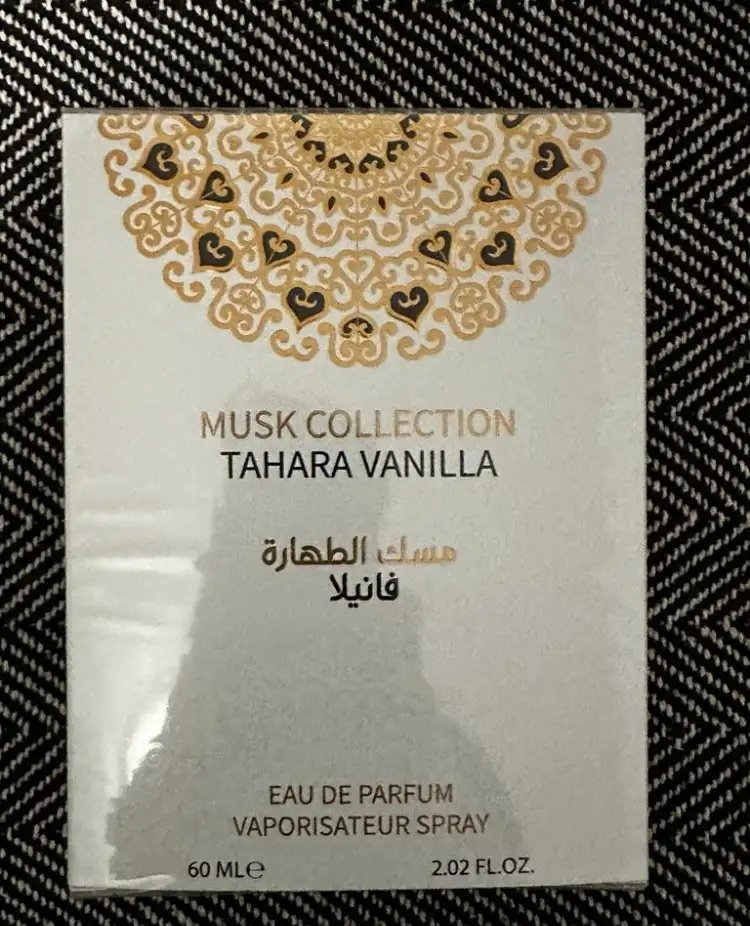 MUSK COLLECTION
TAHARA VANILLA
مسك الطهارة
فانيلا
EAU DE PARFUM
VAPORISATEUR SPRAY
60 ML℮ 2.02 FL.OZ.